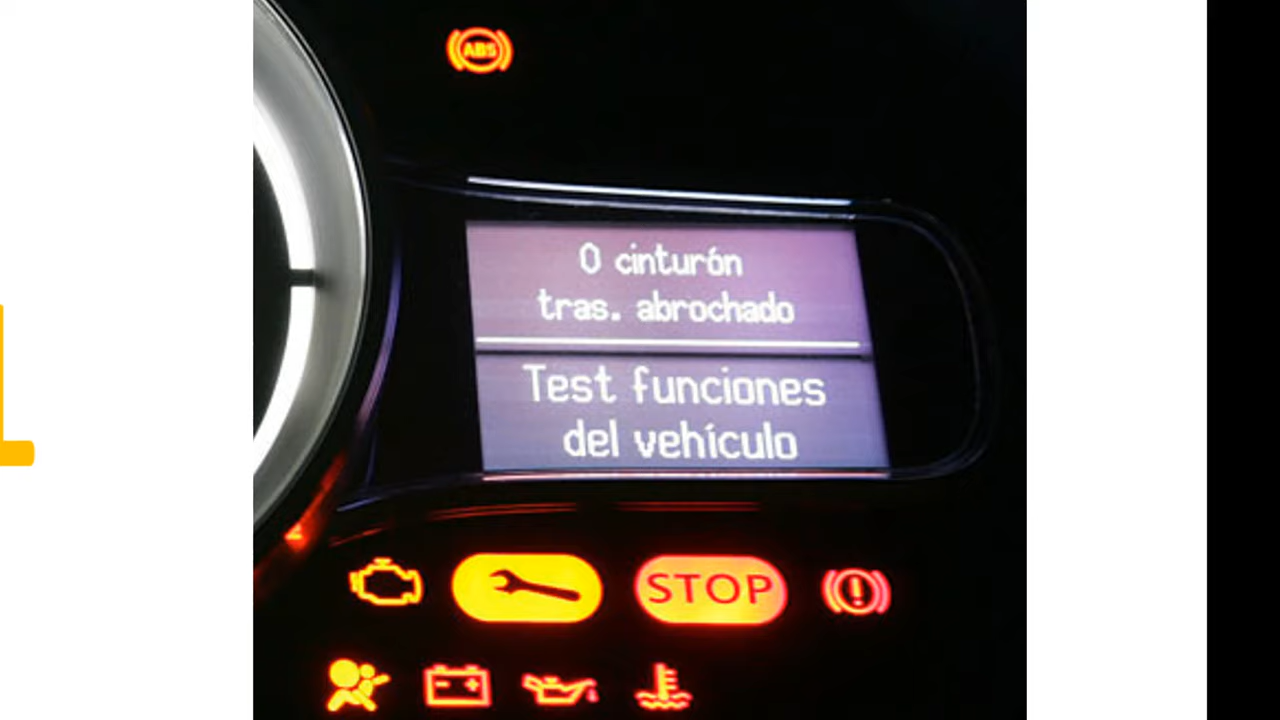 ABS
0 cinturón
tras. abrochado
Test funciones
del vehículo
STOP